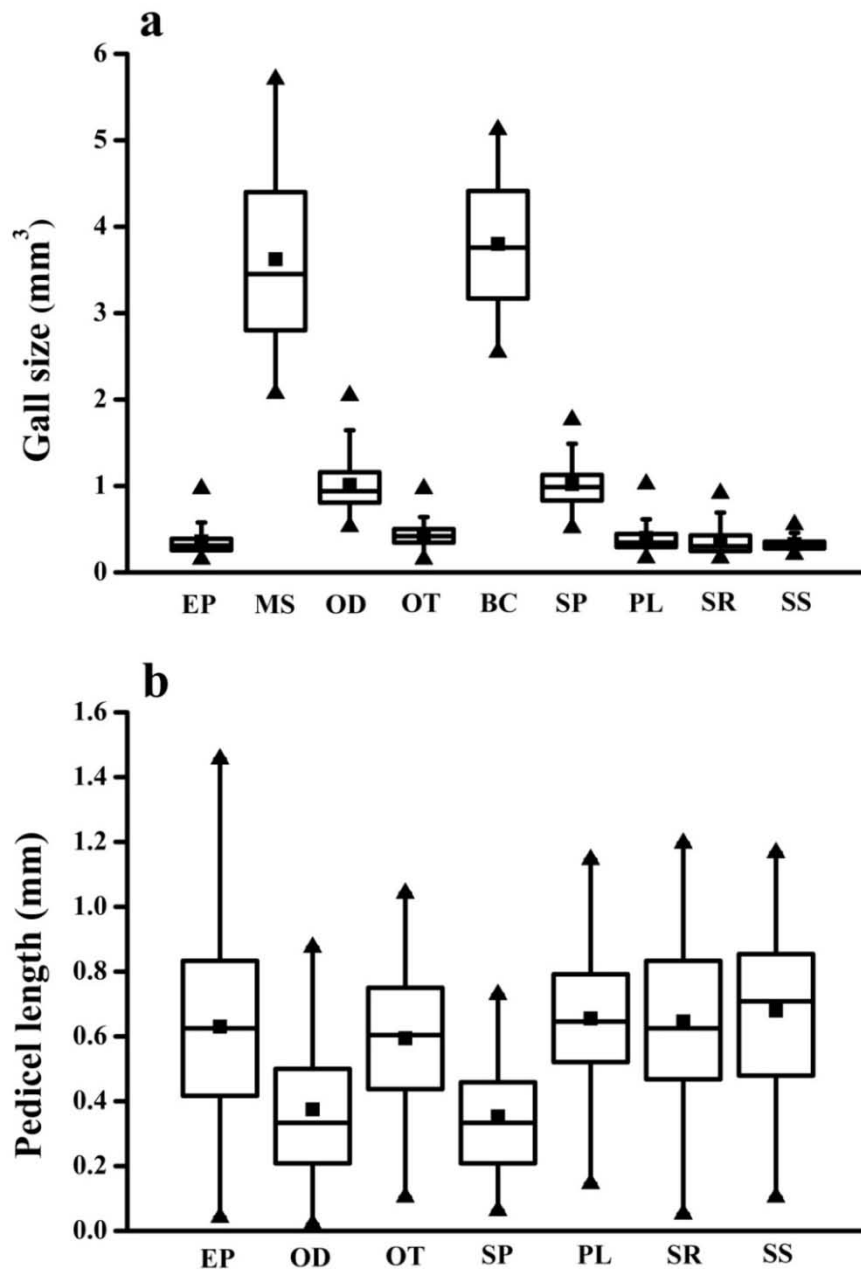 a
6
5
4
3
2
1
0
Gall size (mm³)
EP MS OD OT BC SP PL SR SS
b
1.6
1.4
1.2
1.0
0.8
0.6
0.4
0.2
0.0
Pedicel length (mm)
EP OD OT SP PL SR SS